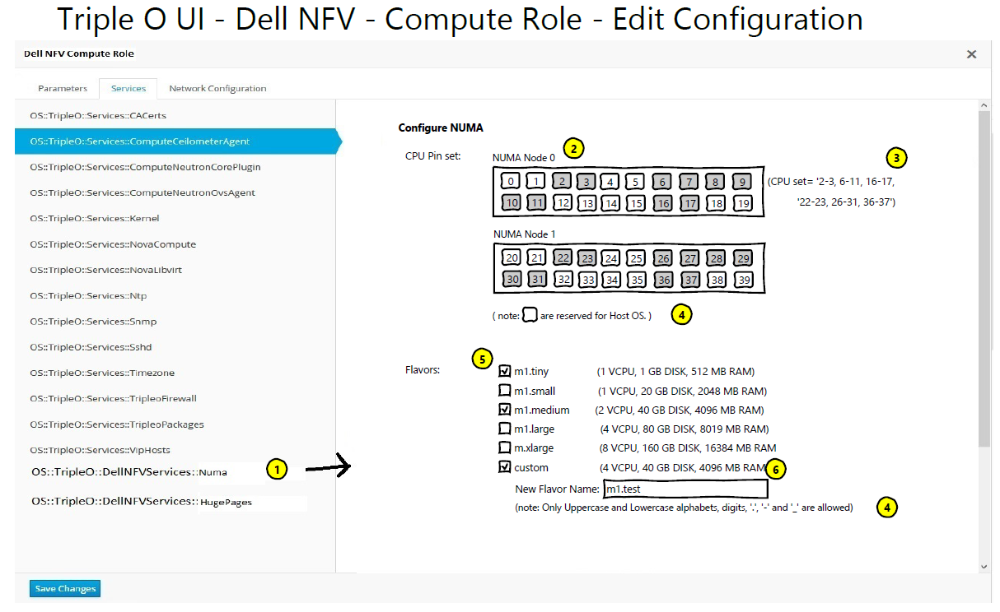 Triple O UI - Dell NFV - Compute Role - Edit Configuration
Dell NFV Compute Role
Parameters Services Network Configuration
OS::TripleO::Services::CACerts
OS::TripleO::Services::ComputeCeilometerAgent
OS::TripleO::Services::ComputeNeutronCorePlugin
OS::TripleO::Services::ComputeNeutronOvsAgent
OS::TripleO::Services::Kernel
OS::TripleO::Services::NovaCompute
OS::TripleO::Services::NovaLibvirt
OS::TripleO::Services::Ntp
OS::TripleO::Services::Snmp
OS::TripleO::Services::Sshd
OS::TripleO::Services::Timezone
OS::TripleO::Services::TripleoFirewall
OS::TripleO::Services::TripleoPackages
OS::TripleO::Services::VipHosts
OS::TripleO::DellNFVServices::Numa 1
OS::TripleO::DellNFVServices::HugePages
Configure NUMA
CPU Pin set: NUMA Node 0 2 3
0 1 2 3 4 5 6 7 8 9 (CPU set= '2-3, 6-11, 16-17,
10 11 12 13 14 15 16 17 18 19 '22-23, 26-31, 36-37')
NUMA Node 1
20 21 22 23 24 25 26 27 28 29
30 31 32 33 34 35 36 37 38 39
( note: are reserved for Host OS. ) 4
Flavors: 5
m1.tiny (1 VCPU, 1 GB DISK, 512 MB RAM)
m1.small (1 VCPU, 20 GB DISK, 2048 MB RAM)
m1.medium (2 VCPU, 40 GB DISK, 4096 MB RAM)
m1.large (4 VCPU, 80 GB DISK, 8019 MB RAM)
m.xlarge (8 VCPU, 160 GB DISK, 16384 MB RAM
custom (4 VCPU, 40 GB DISK, 4096 MB RAM 6
New Flavor Name: m1.test
(note: Only Uppercase and Lowercase alphabets, digits, '.', '-' and '_' are allowed) 4
Save Changes